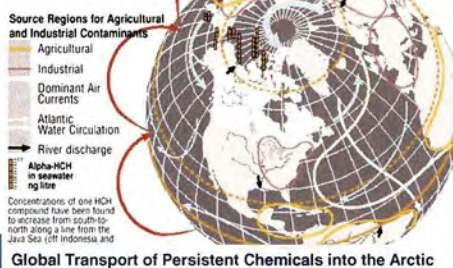 Source Regions for Agricultural
and Industrial Contaminants
Agricultural
Industrial
Dominant Air
Currents
Atlantic
Water Circulation
River discharge
Alpha-HCH
in seawater
ng litre
Concentrations of one HCH
compound have been found
to increase from south-to-
north along a line from the
Java Sea (off Indonesia and
Global Transport of Persistent Chemicals into the Arctic